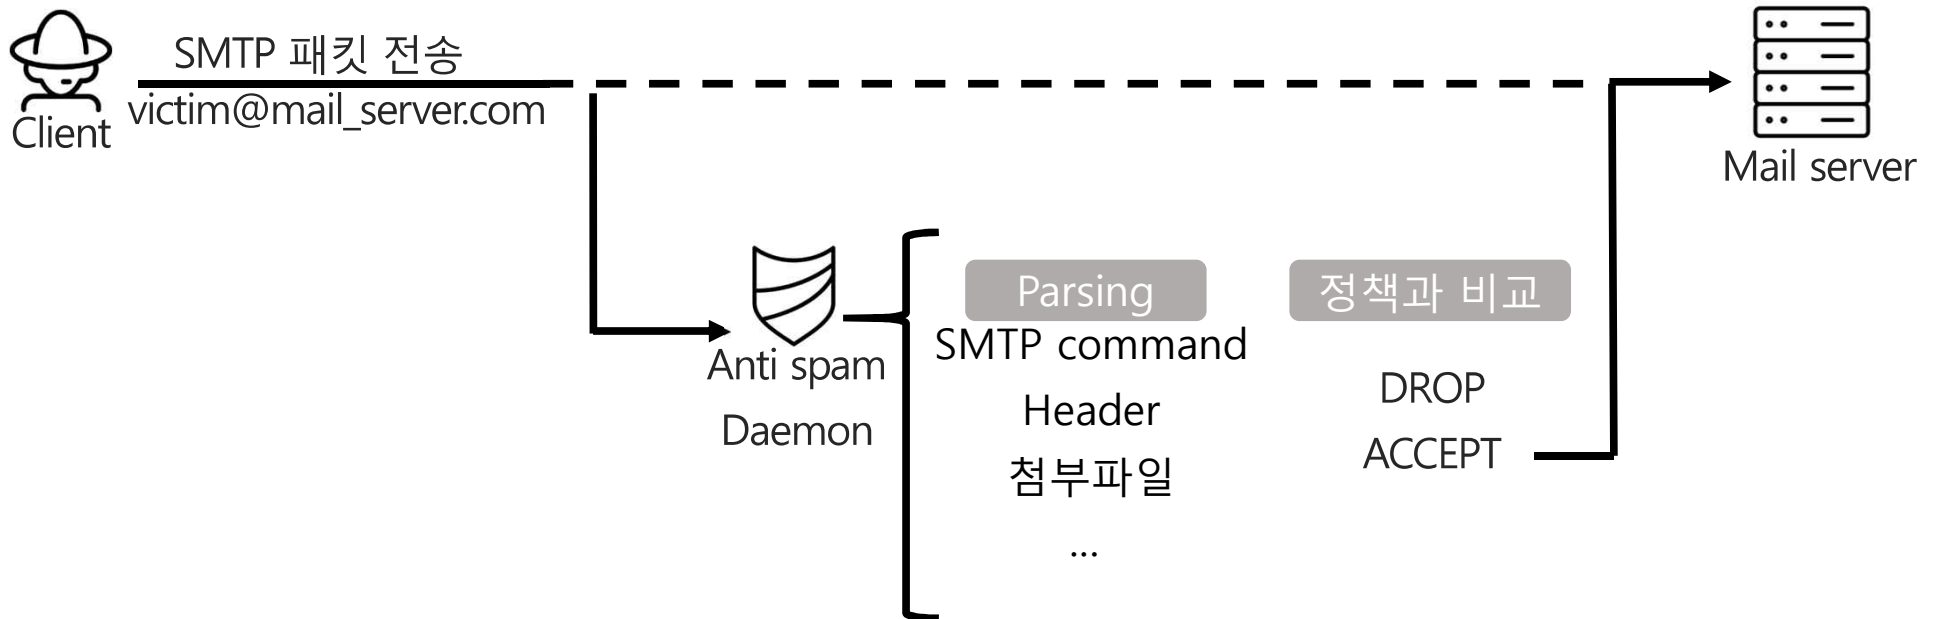 SMTP 패킷 전송
victim@mail_server.com
Client
Mail server
Anti spam
Daemon
Parsing
SMTP command
Header
첨부파일
...
정책과 비교
DROP
ACCEPT